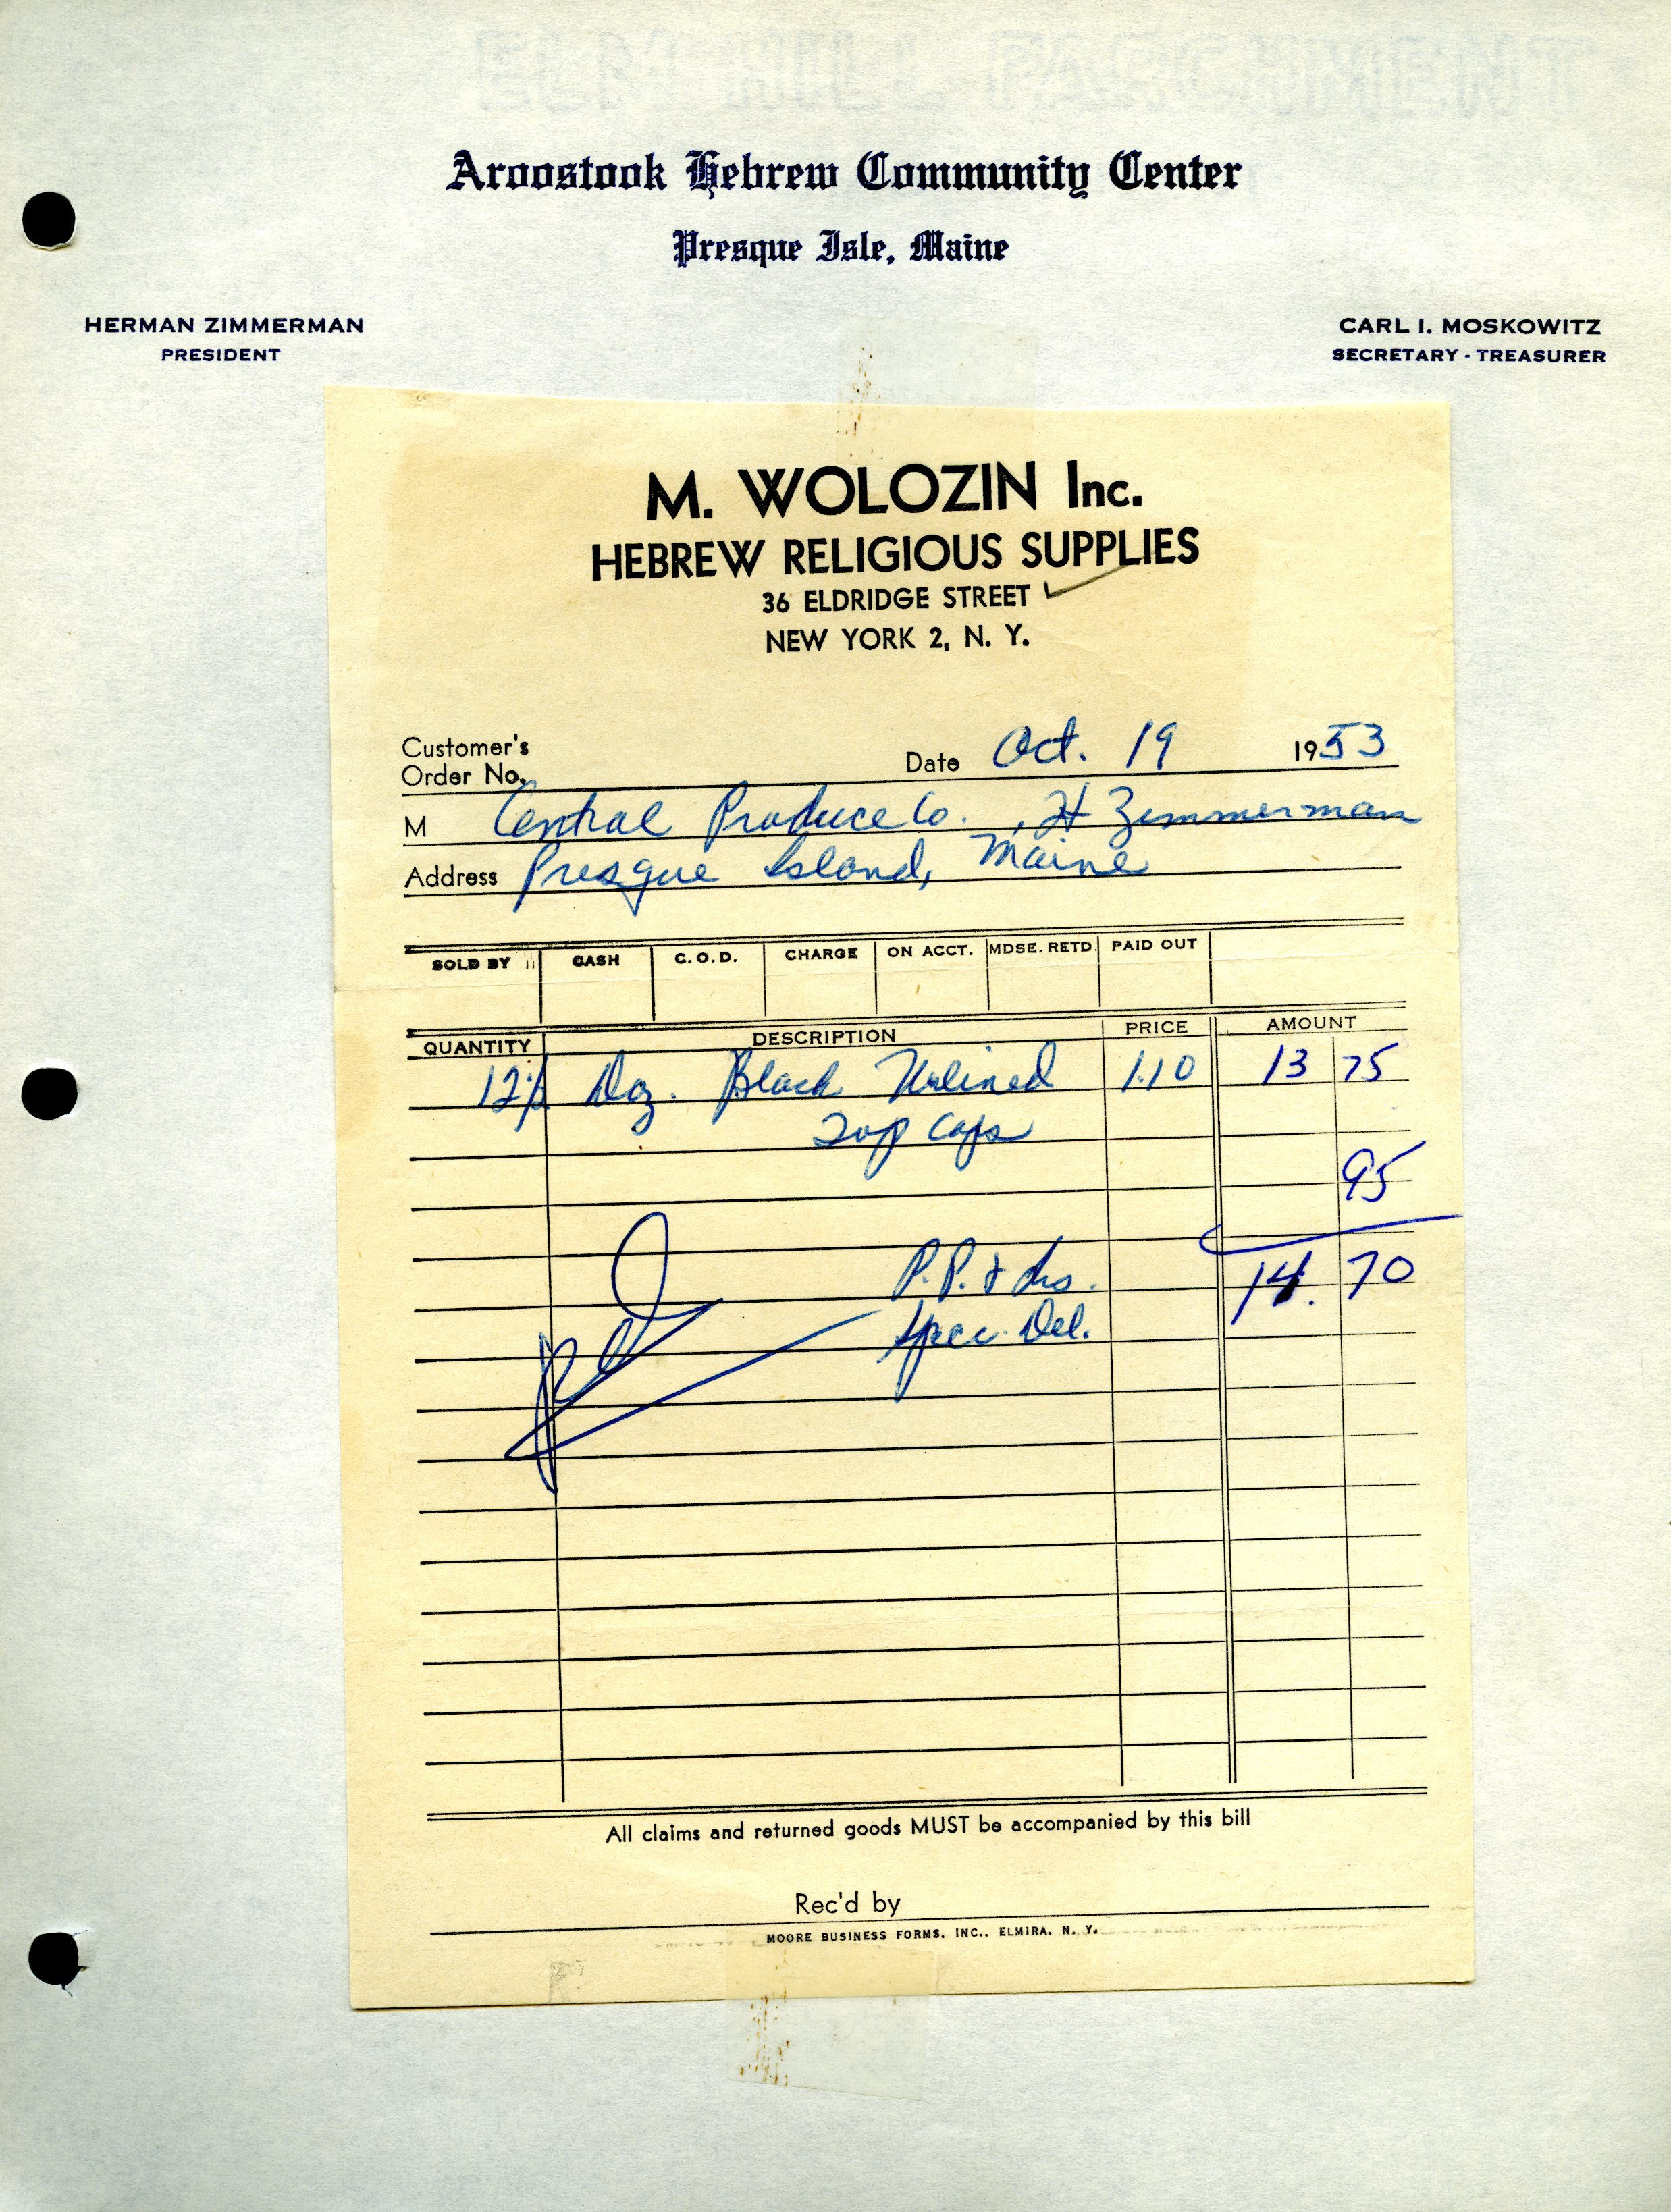 Aroostook Hebrew Community Center
Presque Isle, Maine
HERMAN ZIMMERMAN
PRESIDENT
CARL I. MOSKOWITZ
SECRETARY - TREASURER
M. WOLOZIN Inc.
HEBREW RELIGIOUS SUPPLIES
36 ELDRIDGE STREET
NEW YORK 2, N. Y.
Customer's
Order No.
Date Oct. 19 1953
M Central Produce Co. , H Zimmerman
Address Presque Island, Maine
SOLD BY CASH C.O.D. CHARGE ON ACCT. MDSE. RETD. PAID OUT
QUANTITY DESCRIPTION PRICE AMOUNT
12½ Doz. Black Unlined 1.10 13 75
Top Caps
95
P.P. & Ins. 14. 70
Spec. Del.
All claims and returned goods MUST be accompanied by this bill
Rec'd by
MOORE BUSINESS FORMS, INC., ELMIRA, N. Y.